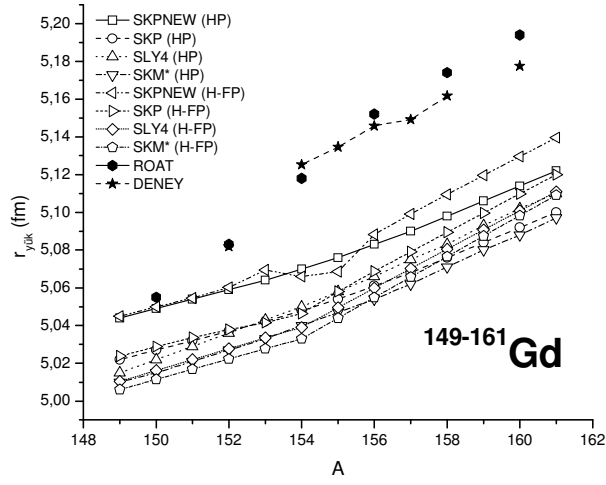 5,20
5,18
5,16
5,14
5,12
5,10
5,08
5,06
5,04
5,02
5,00
r yük (fm)
SKPNEW (HP)
SKP (HP)
SLY4 (HP)
SKM* (HP)
SKPNEW (H-FP)
SKP (H-FP)
SLY4 (H-FP)
SKM* (H-FP)
ROAT
DENEY
149-161Gd
148 150 152 154 156 158 160 162
A